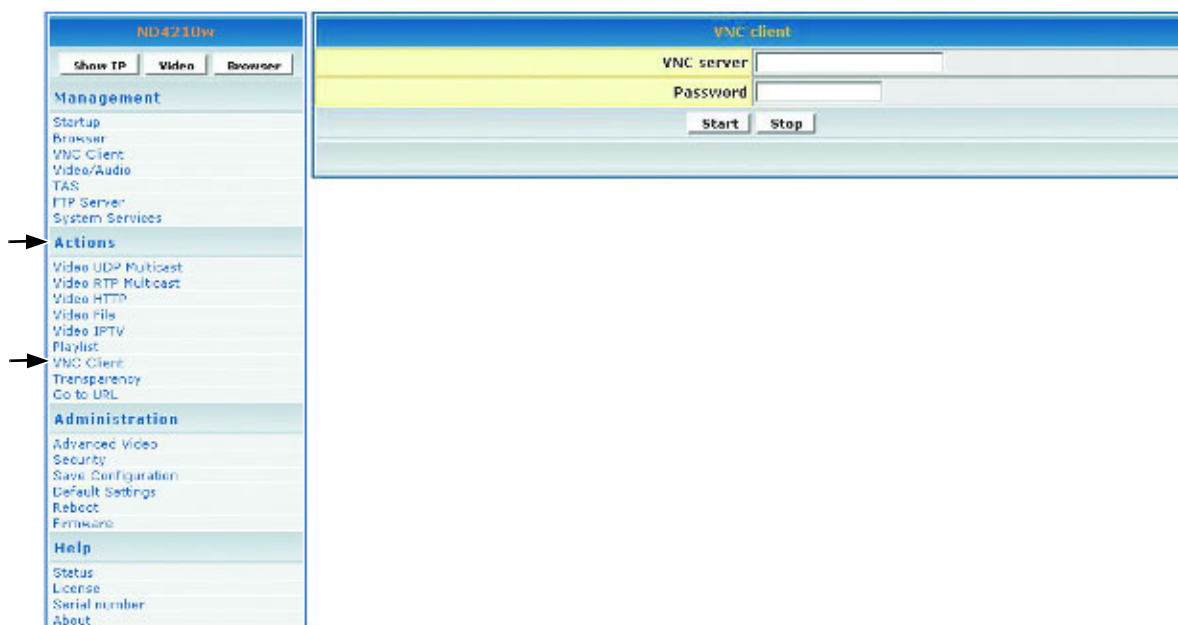 ND4210w
Show IP Video Browser
Management
Startup
Browser
VNC Client
Video/Audio
TAS
FTP Server
System Services
Actions
Video UDP Multicast
Video RTP Multicast
Video HTTP
Video File
Video IPTV
Playlist
VNC Client
Transparency
Go to URL
Administration
Advanced Video
Security
Save Configuration
Default Settings
Reboot
Firmware
Help
Status
License
Serial number
About
VNC client
VNC server
Password
Start Stop